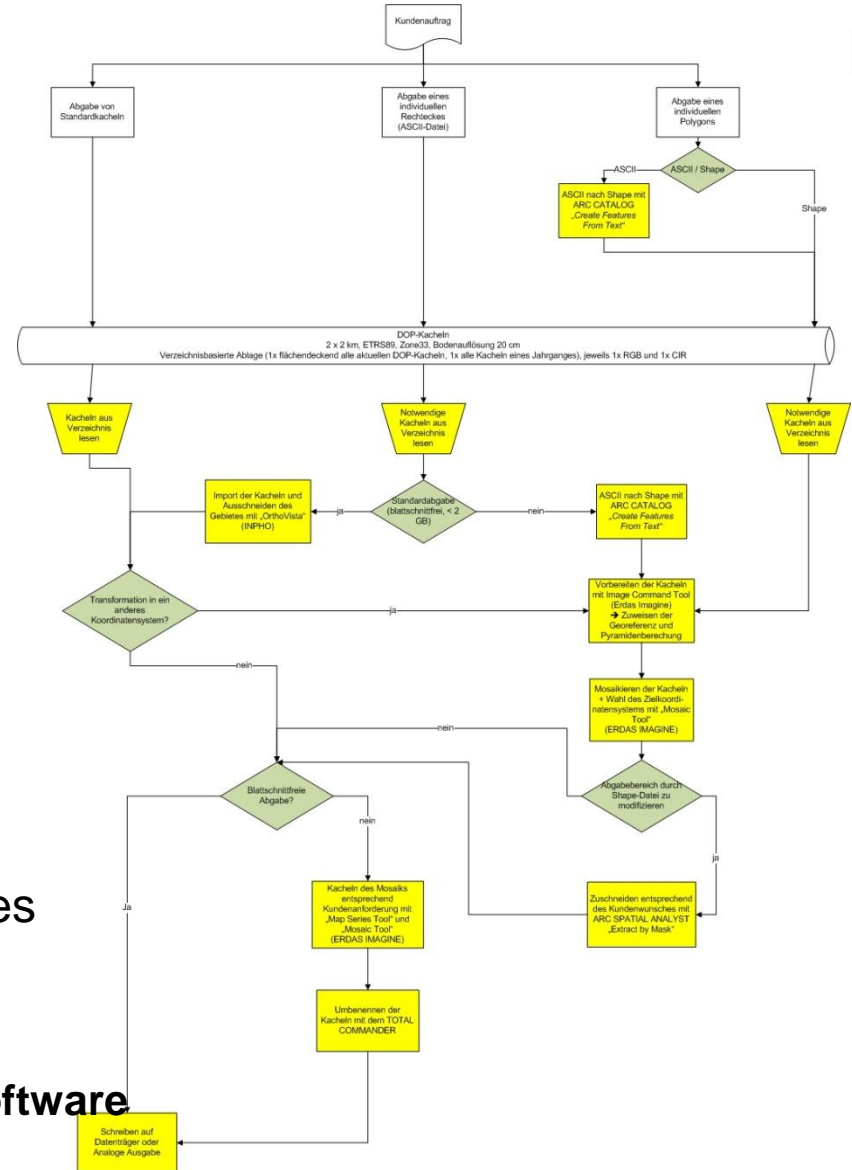 Kundenauftrag
Abgabe von
Standardkacheln
Abgabe eines
individuellen
Rechteckes
(ASCII-Datei)
Abgabe eines
individuellen
Polygons
ASCII
ASCII / Shape
ASCII nach Shape mit
ARC CATALOG
„Create Features
From Text“
Shape
DOP-Kacheln
2 x 2 km, ETRS89, Zone33, Bodenauflösung 20 cm
Verzeichnisbasierte Ablage (1x flächendeckend alle aktuellen DOP-Kacheln, 1x alle Kacheln eines Jahrganges), jeweils 1x RGB und 1x CIR
Kacheln aus
Verzeichnis
lesen
Notwendige
Kacheln aus
Verzeichnis
lesen
Notwendige
Kacheln aus
Verzeichnis
lesen
Import der Kacheln und
Ausschneiden des
Gebietes mit „OrthoVista“
(INPHO)
ja
Standardabgabe
(blattschnittfrei, < 2
GB)
nein
ASCII nach Shape mit
ARC CATALOG
„Create Features
From Text“
Transformation in ein
anderes
Koordinatensystem?
ja
Vorbereiten der Kacheln
mit Image Command Tool
(Erdas Imagine)
➔ Zuweisen der
Georeferenz und
Pyramidenberechung
nein
Mosaikieren der Kacheln
+ Wahl des Zielkoordi-
natensystems mit „Mosaic
Tool“
(ERDAS IMAGINE)
nein
Blattschnittfreie
Abgabe?
Abgabebereich durch
Shape-Datei zu
modifizieren
nein
ja
Ja
Kacheln des Mosaiks
entsprechend
Kundenanforderung mit
„Map Series Tool“ und
„Mosaic Tool“
(ERDAS IMAGINE)
Zuschneiden entsprechend
des Kundenwunsches mit
ARC SPATIAL ANALYST
„Extract by Mask“
es
Umbenennen der
Kacheln mit dem TOTAL
COMMANDER
oftware
Schreiben auf
Datenträger oder
Analoge Ausgabe